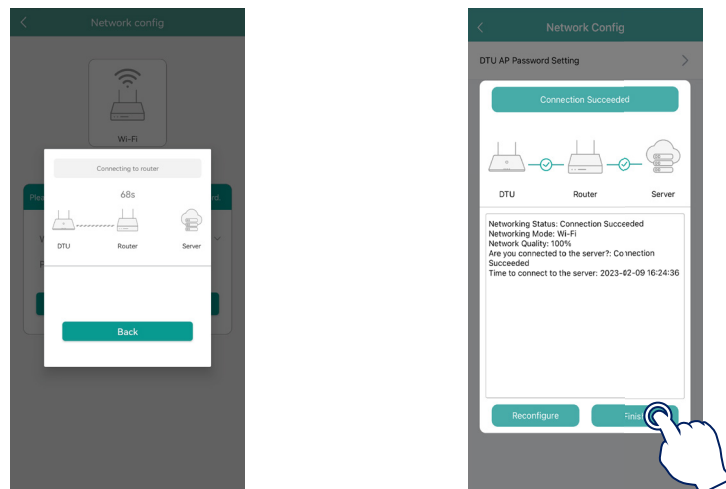 Network config
Wi-Fi
Connecting to router
68s
DTU
Router
Server
Back
Network Config
DTU AP Password Setting
Connection Succeeded
DTU
Router
Server
Networking Status: Connection Succeeded
Networking Mode: Wi-Fi
Network Quality: 100%
Are you connected to the server?: Connection
Succeeded
Time to connect to the server: 2023-02-09 16:24:36
Reconfigure
Finish